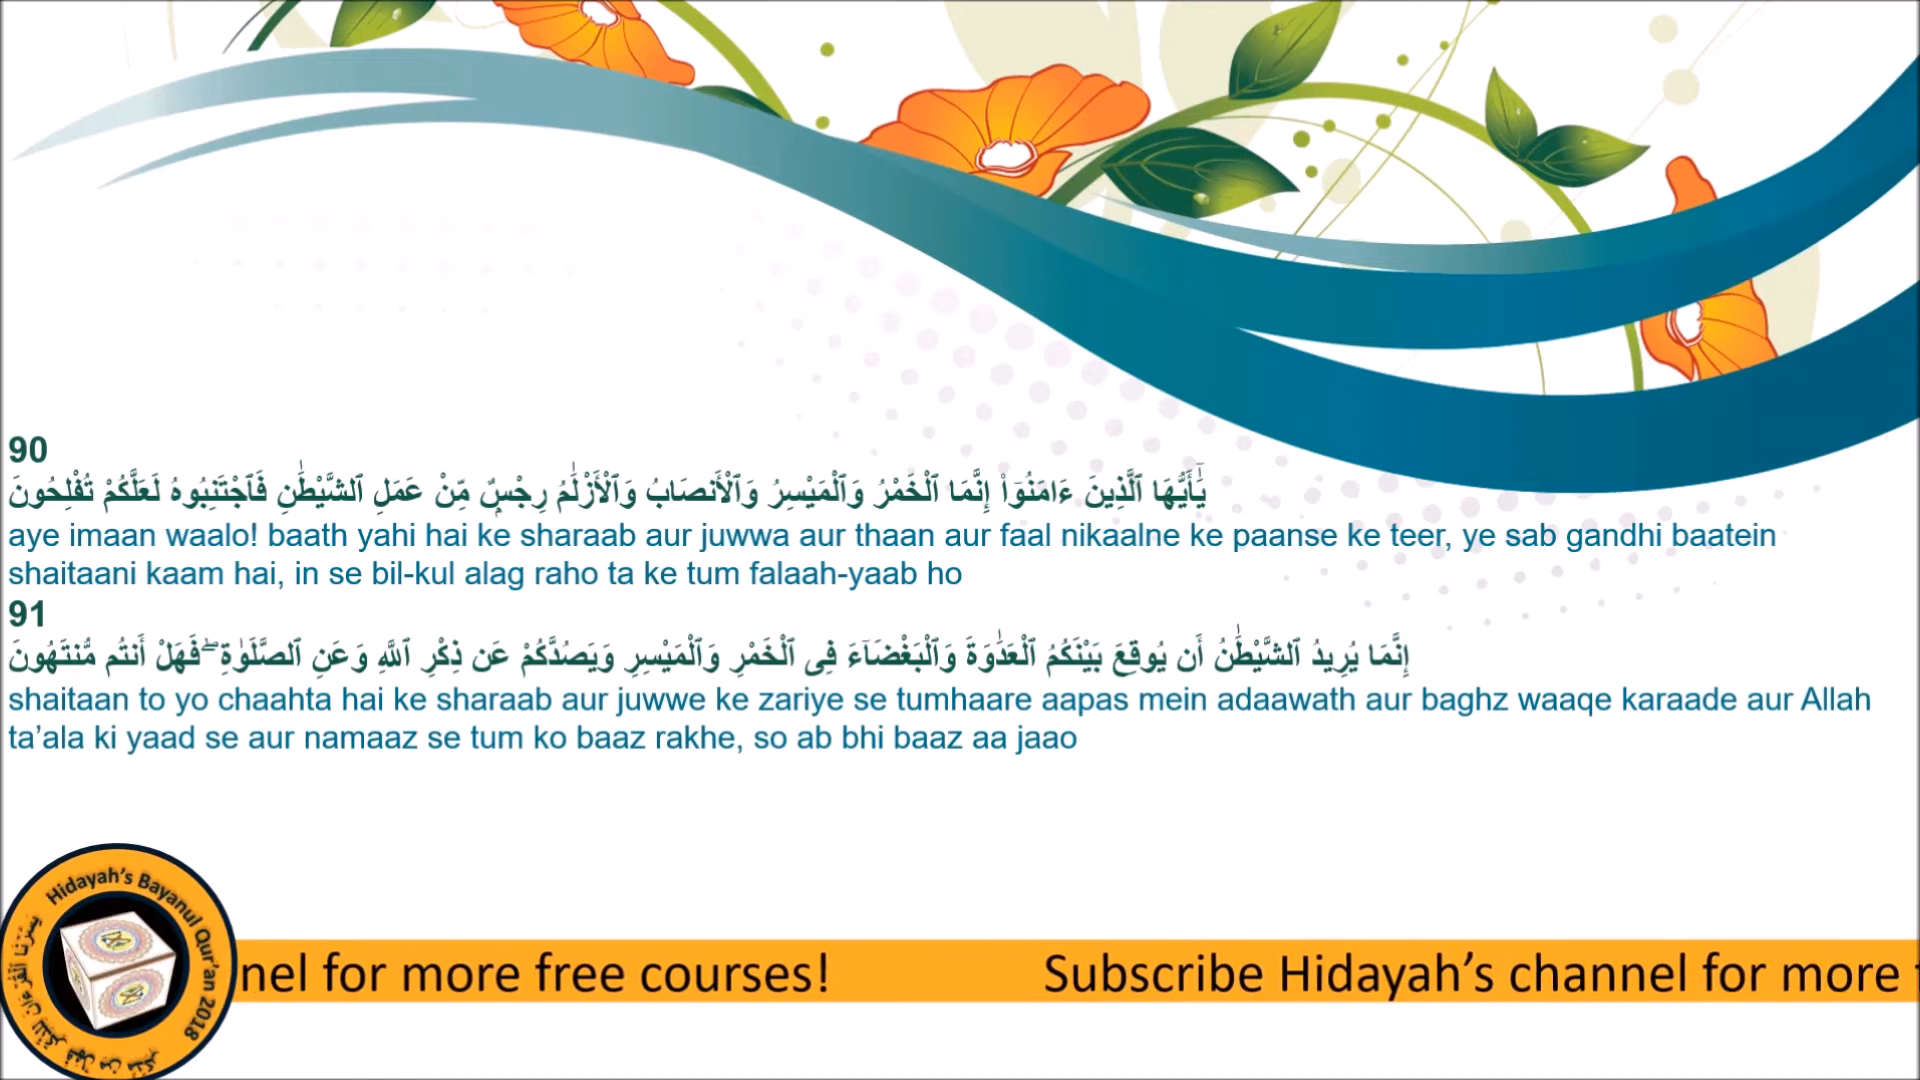 90
يَٰٓأَيُّهَا ٱلَّذِينَ ءَامَنُوٓا۟ إِنَّمَا ٱلْخَمْرُ وَٱلْمَيْسِرُ وَٱلْأَنصَابُ وَٱلْأَزْلَٰمُ رِجْسٌ مِّنْ عَمَلِ ٱلشَّيْطَٰنِ فَٱجْتَنِبُوهُ لَعَلَّكُمْ تُفْلِحُونَ
aye imaan waalo! baath yahi hai ke sharaab aur juwwa aur thaan aur faal nikaalne ke paanse ke teer, ye sab gandhi baatein
shaitaani kaam hai, in se bil-kul alag raho ta ke tum falaah-yaab ho
91
إِنَّمَا يُرِيدُ ٱلشَّيْطَٰنُ أَن يُوقِعَ بَيْنَكُمُ ٱلْعَدَٰوَةَ وَٱلْبَغْضَآءَ فِى ٱلْخَمْرِ وَٱلْمَيْسِرِ وَيَصُدَّكُمْ عَن ذِكْرِ ٱللَّهِ وَعَنِ ٱلصَّلَوٰةِ ۖ فَهَلْ أَنتُم مُّنتَهُونَ
shaitaan to yo chaahta hai ke sharaab aur juwwe ke zariye se tumhaare aapas mein adaawath aur baghz waaqe karaade aur Allah
ta’ala ki yaad se aur namaaz se tum ko baaz rakhe, so ab bhi baaz aa jaao
Hidayah’s Bayanul Qur’an 2018
nel for more free courses! Subscribe Hidayah’s channel for more